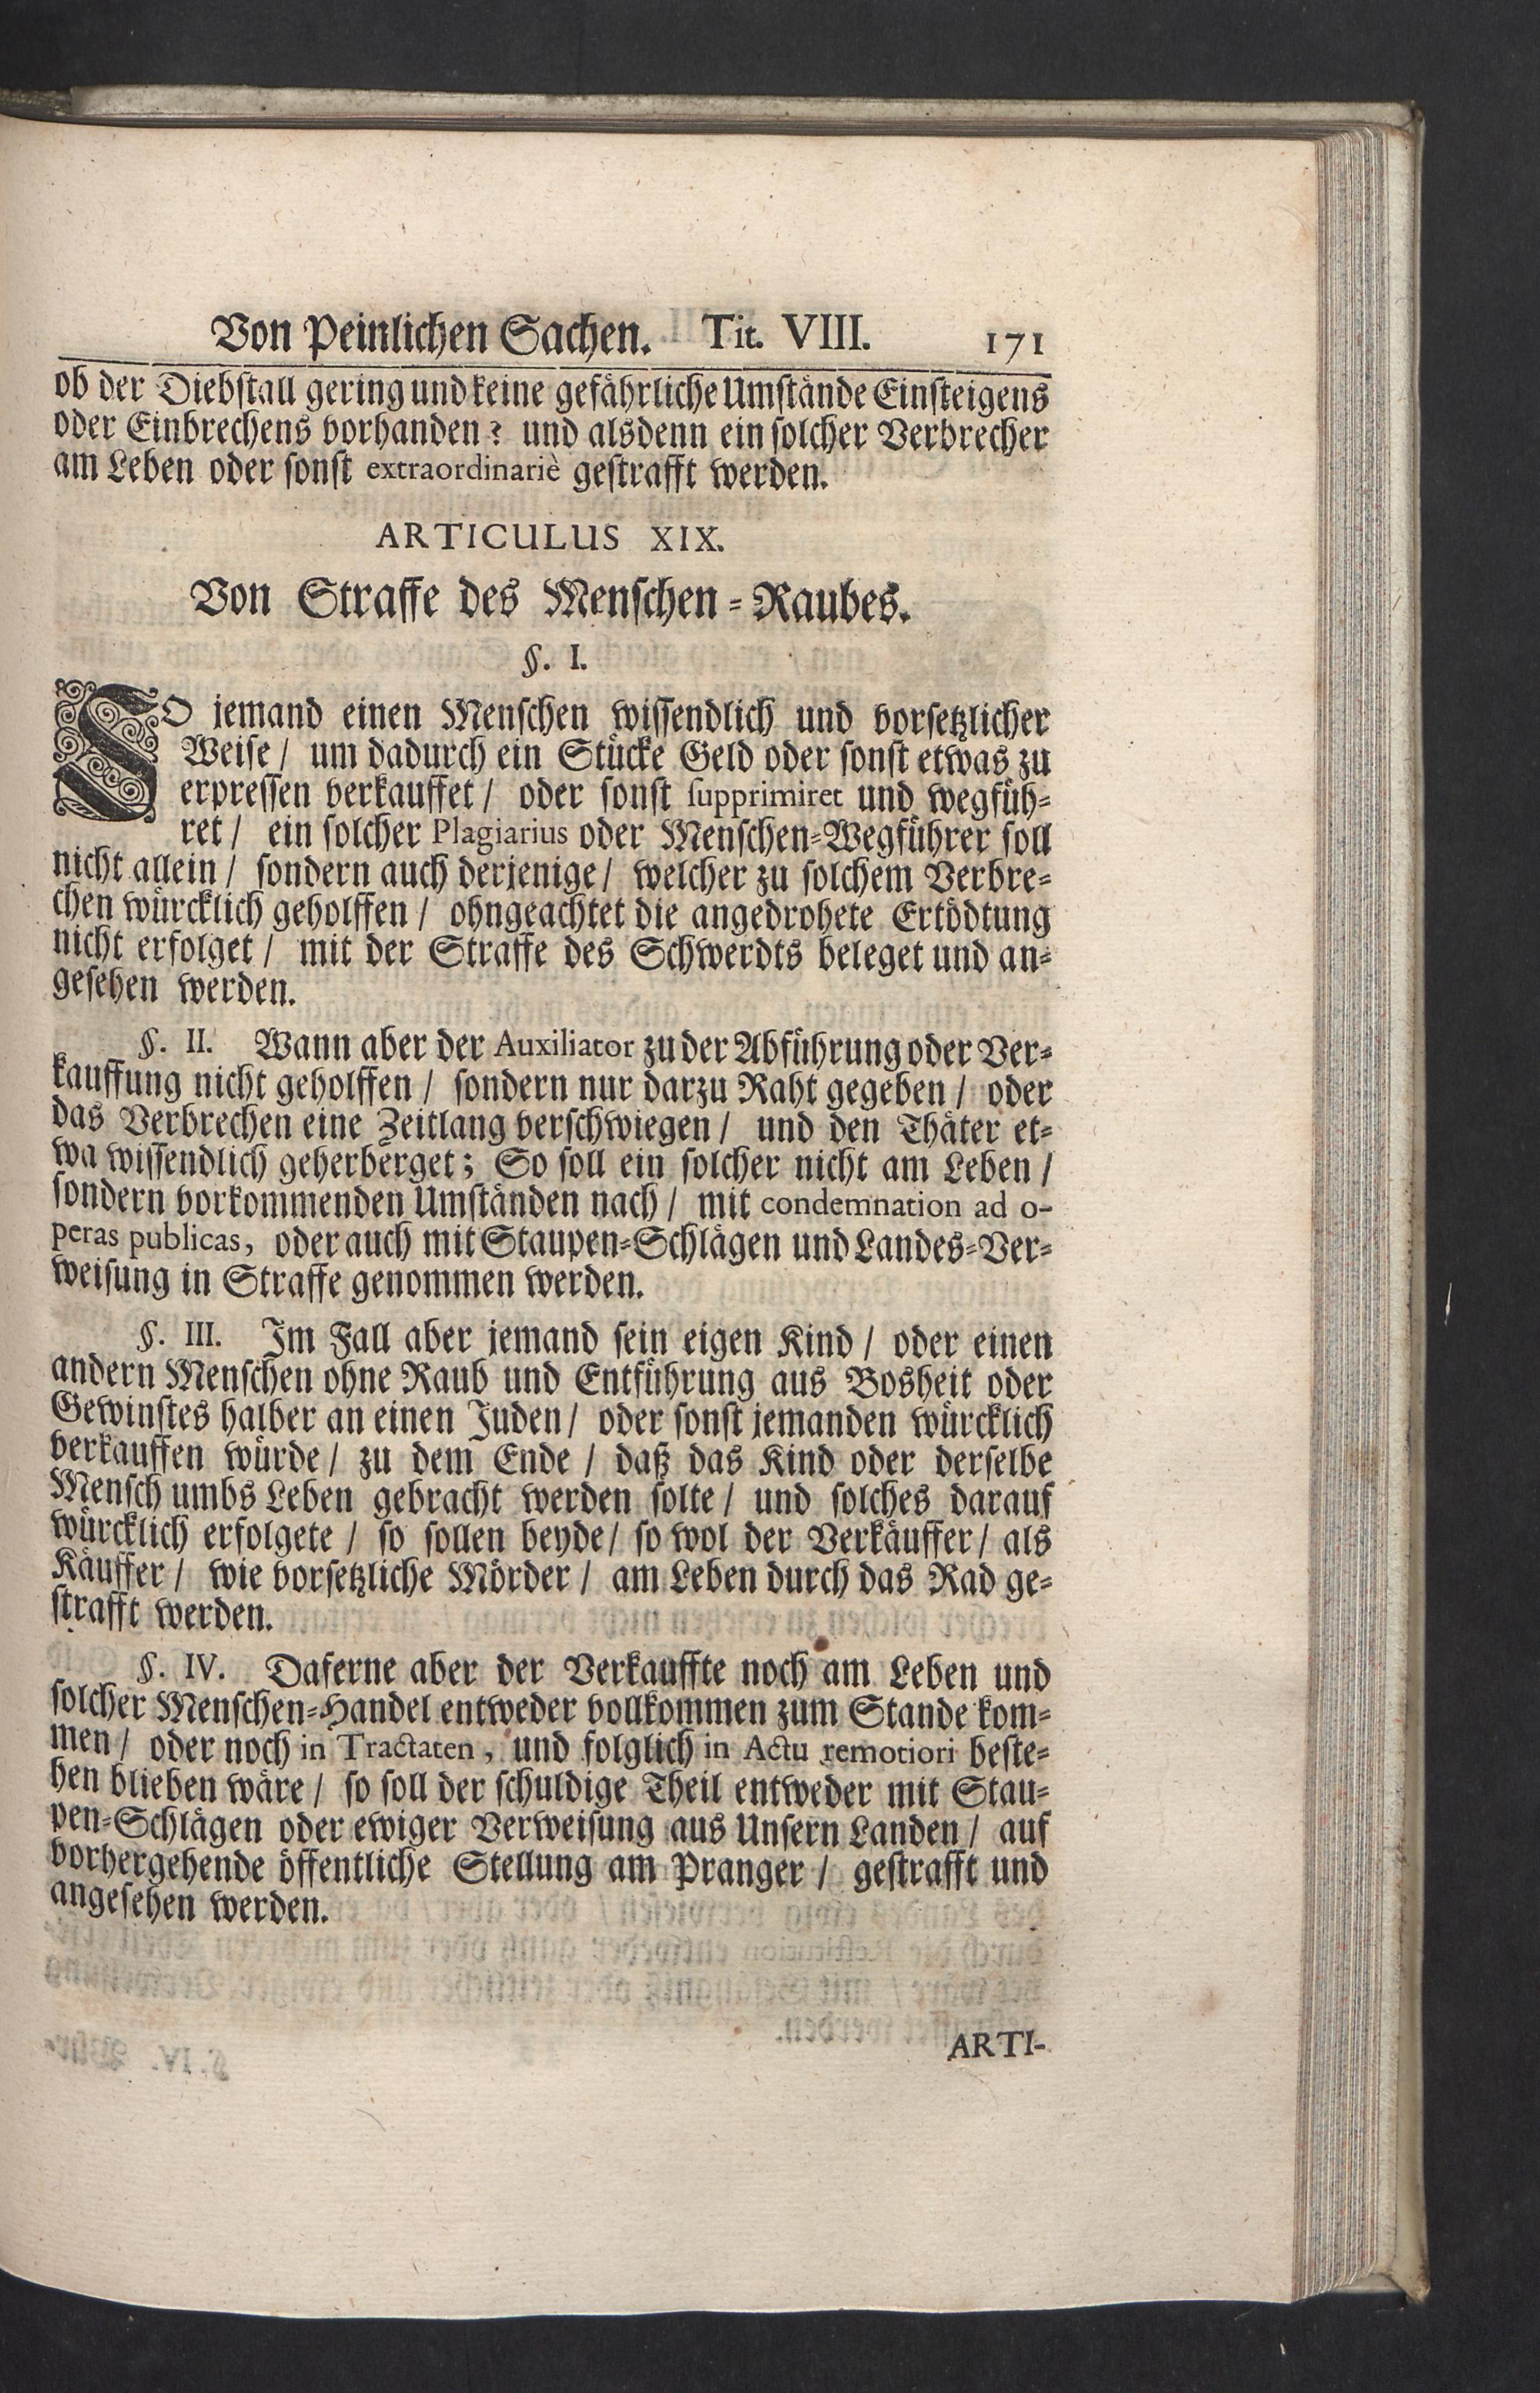 Von Peinlichen Sachen. Tit. VIII. 171
ob der Diebstall gering und keine gefährliche Umstände Einsteigens
oder Einbrechens vorhanden? und alsdenn ein solcher Verbrecher
am Leben oder sonst extraordinariè gestrafft werden.
ARTICULUS XIX.
Von Straffe des Menschen-Raubes.
§. I.
SO jemand einen Menschen wissendlich und vorsetzlicher
Weise / um dadurch ein Stücke Geld oder sonst etwas zu
erpressen verkauffet / oder sonst supprimiret und wegfüh-
ret / ein solcher Plagiarius oder Menschen-Wegführer soll
nicht allein / sondern auch derjenige / welcher zu solchem Verbre-
chen würcklich geholffen / ohngeachtet die angedrohete Ertödtung
nicht erfolget / mit der Straffe des Schwerdts beleget und an-
gesehen werden.
§. II. Wann aber der Auxiliator zu der Abführung oder Ver-
kauffung nicht geholffen / sondern nur darzu Raht gegeben / oder
das Verbrechen eine Zeitlang verschwiegen / und den Thäter et-
wa wissendlich geherberget; So soll ein solcher nicht am Leben /
sondern vorkommenden Umständen nach / mit condemnation ad o-
peras publicas, oder auch mit Staupen-Schlägen und Landes-Ver-
weisung in Straffe genommen werden.
§. III. Im Fall aber jemand sein eigen Kind / oder einen
andern Menschen ohne Raub und Entführung aus Bosheit oder
Gewinstes halber an einen Juden / oder sonst jemanden würcklich
verkauffen würde / zu dem Ende / daß das Kind oder derselbe
Mensch umbs Leben gebracht werden solte / und solches darauf
würcklich erfolgete / so sollen beyde / so wol der Verkäuffer / als
Käuffer / wie vorsetzliche Mörder / am Leben durch das Rad ge-
strafft werden.
§. IV. Daferne aber der Verkauffte noch am Leben und
solcher Menschen-Handel entweder vollkommen zum Stande kom-
men / oder noch in Tractaten, und folglich in Actu remotiori beste-
hen blieben wäre / so soll der schuldige Theil entweder mit Stau-
pen-Schlägen oder ewiger Verweisung aus Unsern Landen / auf
vorhergehende öffentliche Stellung am Pranger / gestrafft und
angesehen werden.
ARTI-